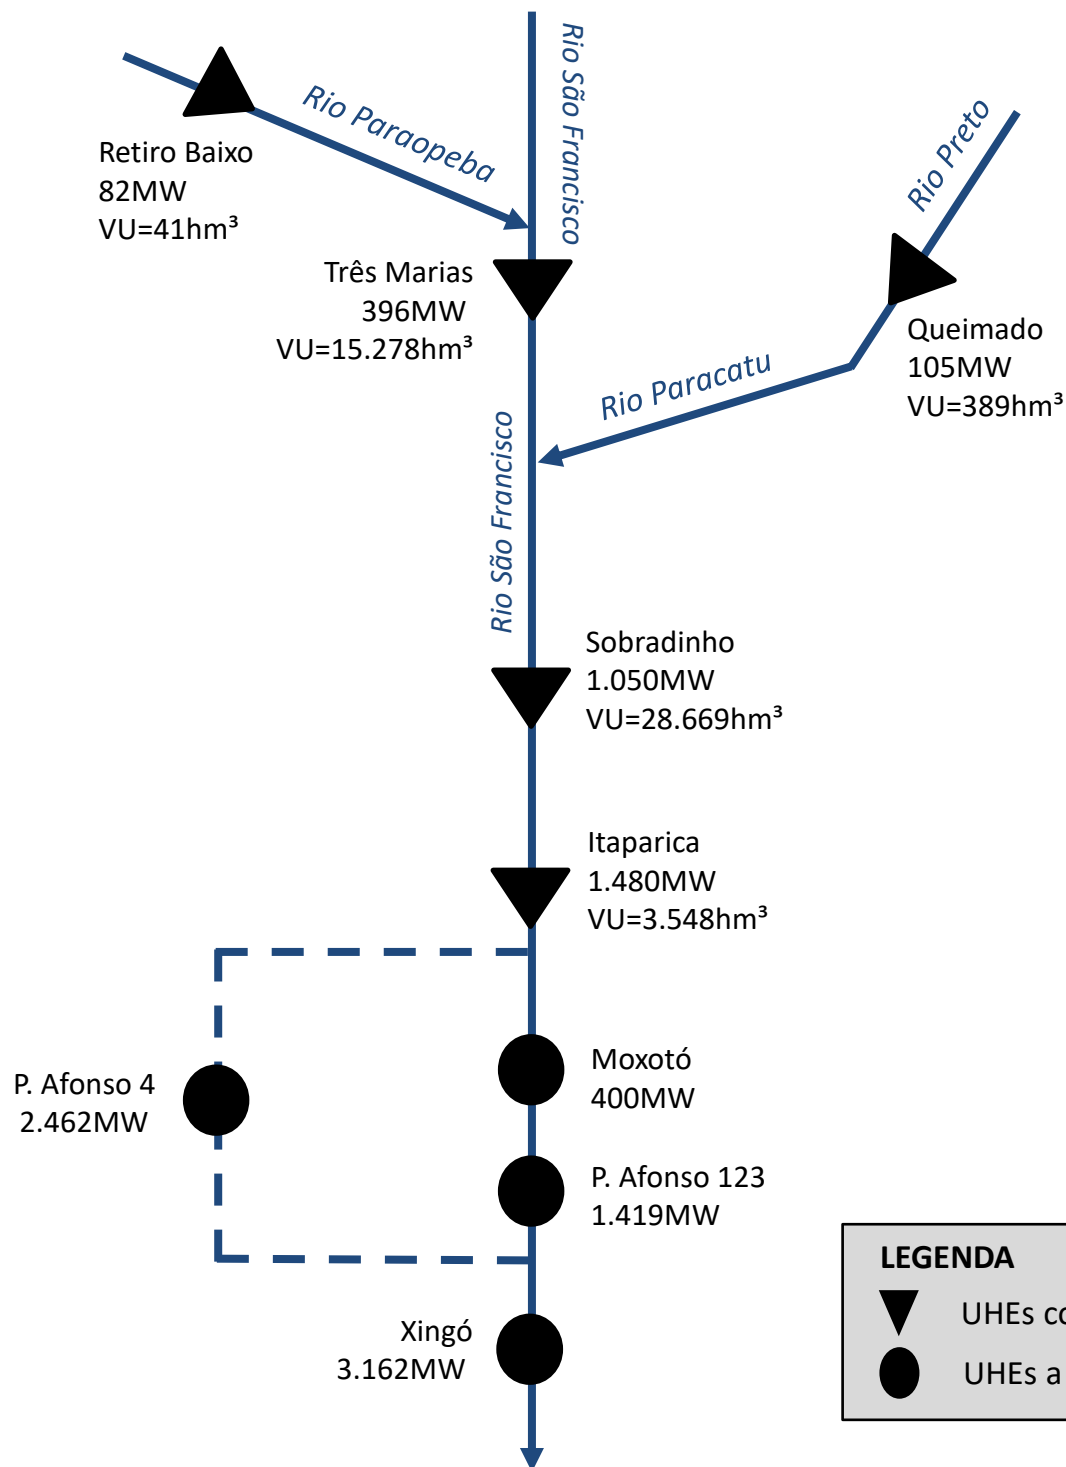 Rio São Francisco
Rio Paraopeba
Rio Preto
Retiro Baixo
82MW
VU=41hm³
Três Marias
396MW
VU=15.278hm³
Queimado
105MW
VU=389hm³
Rio Paracatu
Rio São Francisco
Sobradinho
1.050MW
VU=28.669hm³
Itaparica
1.480MW
VU=3.548hm³
P. Afonso 4
2.462MW
Moxotó
400MW
P. Afonso 123
1.419MW
Xingó
3.162MW
LEGENDA
UHEs
UHEs a